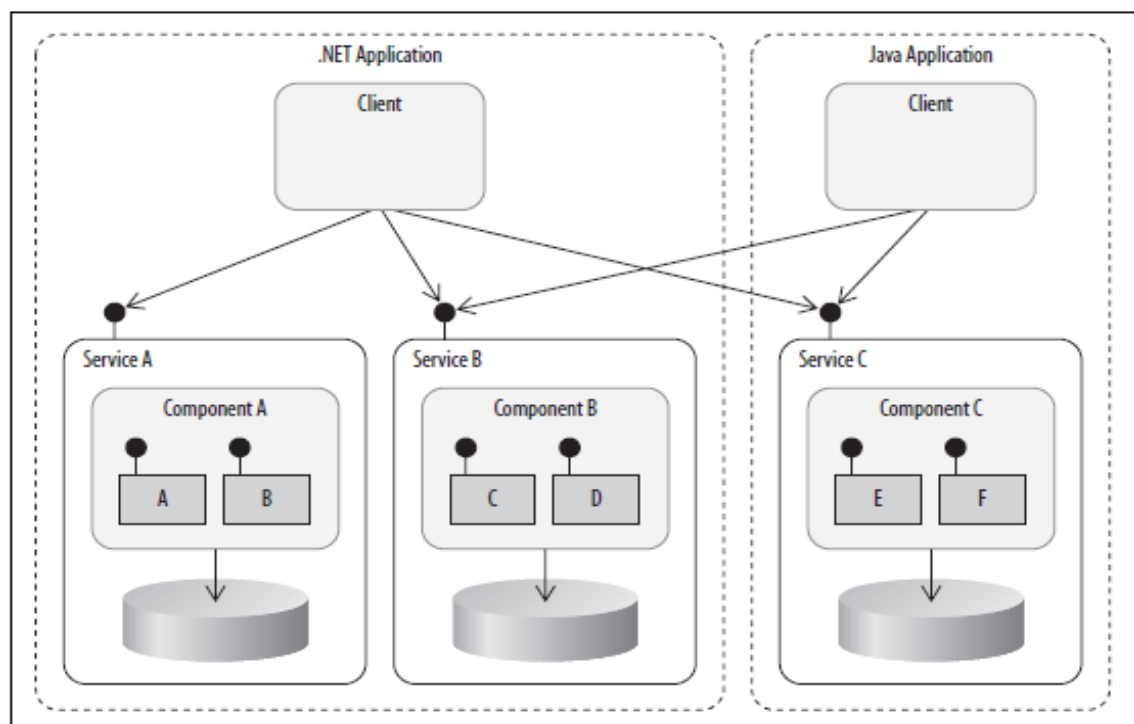 .NET Application
Java Application
Client
Client
Service A
Service B
Service C
Component A
Component B
Component C
A
B
C
D
E
F